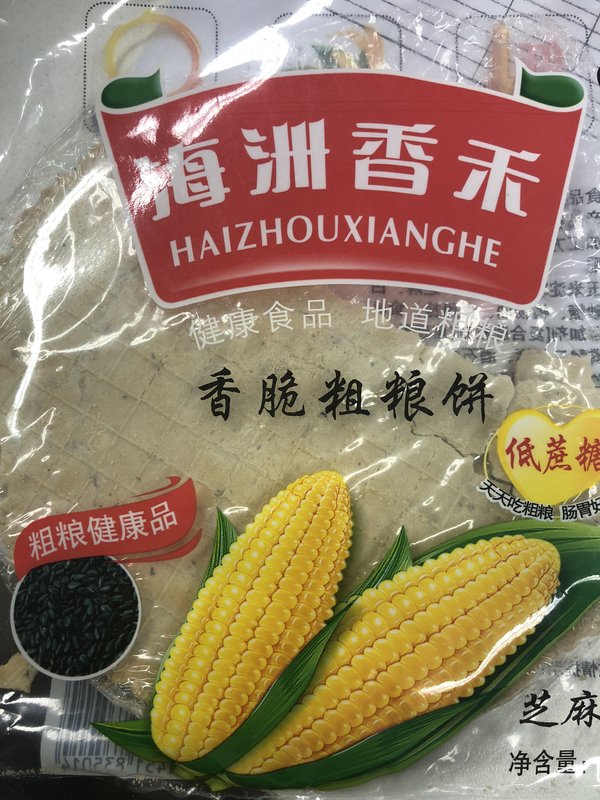 海洲香禾
HAIZHOUXIANGHE
健康食品 地道粗粮
香脆粗粮饼
低蔗糖
天天吃粗粮 肠胃好
粗粮健康品
芝麻
净含量: